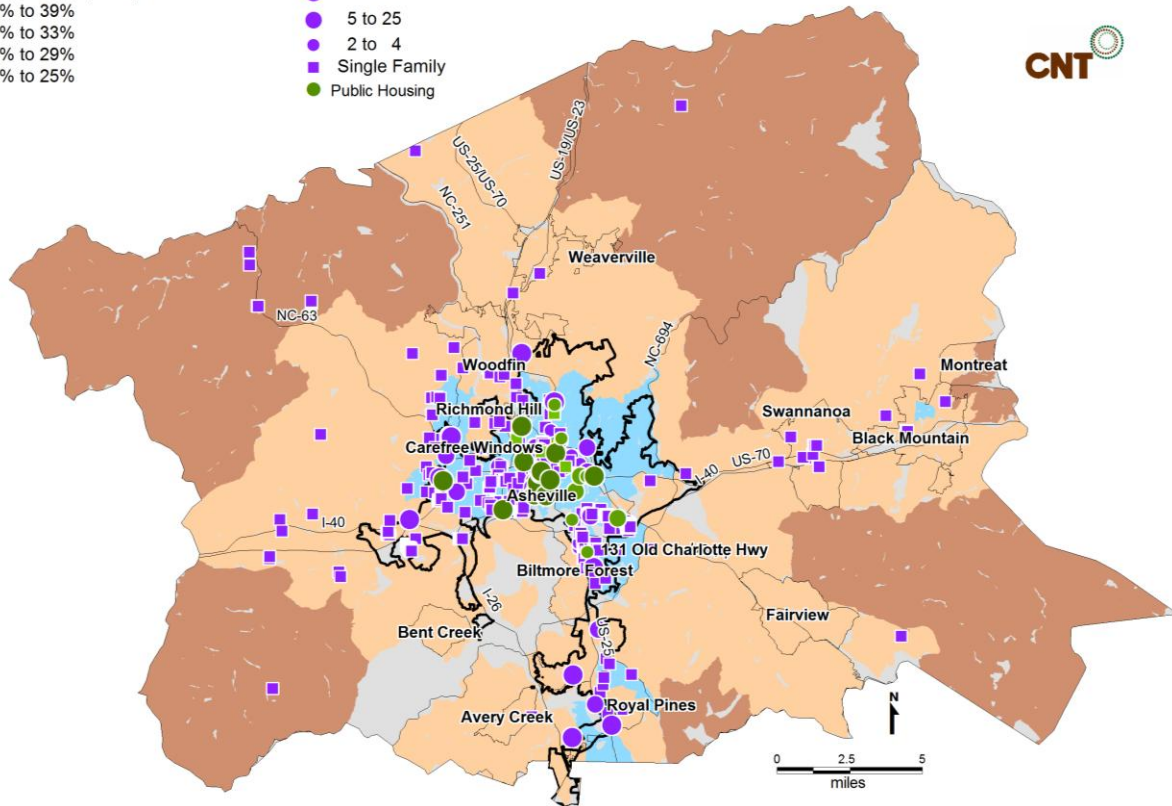 % to 39%
% to 33%
% to 29%
% to 25%
5 to 25
2 to 4
Single Family
Public Housing
CNT
US-19/US-23
US-25/US-70
NC-251
Weaverville
NC-63
NC-694
Woodfin
Montreat
Richmond Hill
Swannanoa
Carefree Windows
Black Mountain
US-70
I-40
Asheville
I-40
131 Old Charlotte Hwy
Biltmore Forest
I-26
Fairview
Bent Creek
US-25
N
Royal Pines
Avery Creek
0 2.5 5
miles